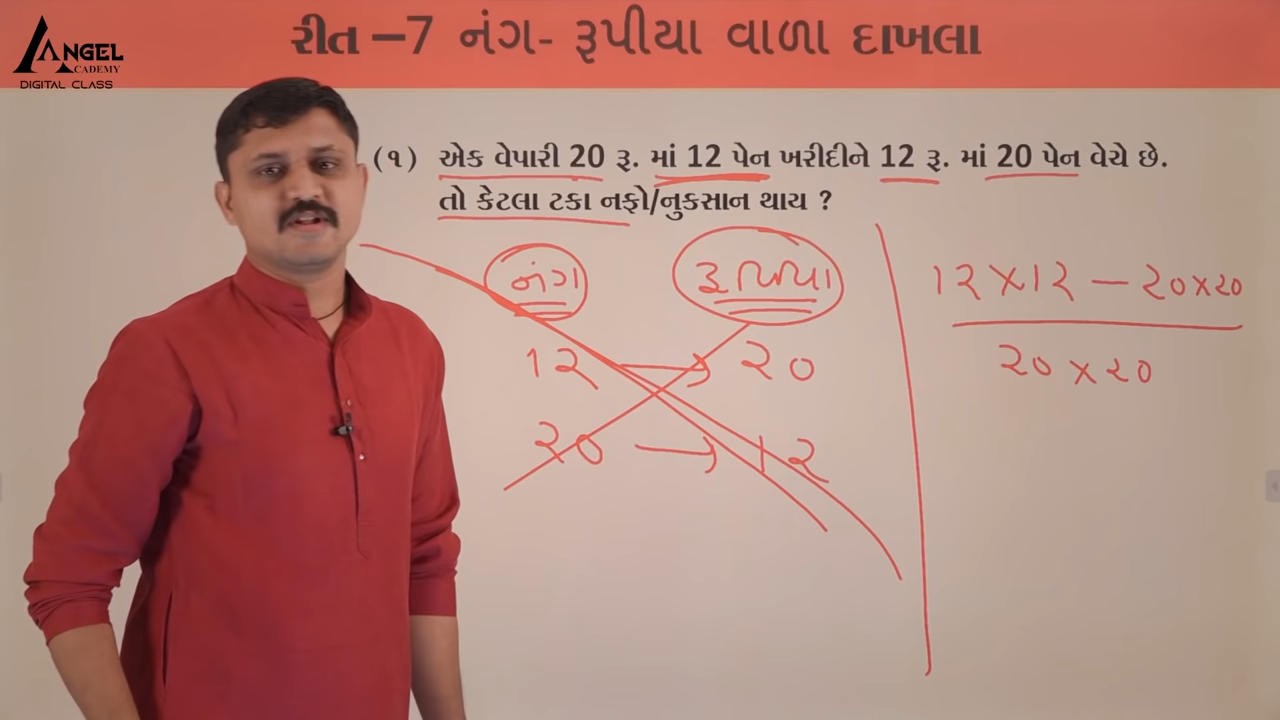 ANGEL
ACADEMY
DIGITAL CLASS
રીત –7 નંગ- રૂપીયા વાળા દાખલા
(૧) એક વેપારી 20 રૂ. માં 12 પેન ખરીદીને 12 રૂ. માં 20 પેન વેચે છે.
તો કેટલા ટકા નફો/નુકસાન થાય ?
નંગ રૂપિયા
૧૨ → ૨૦
૨૦ → ૧૨
૧૨ × ૧૨ – ૨૦ × ૨૦
૨૦ × ૨૦